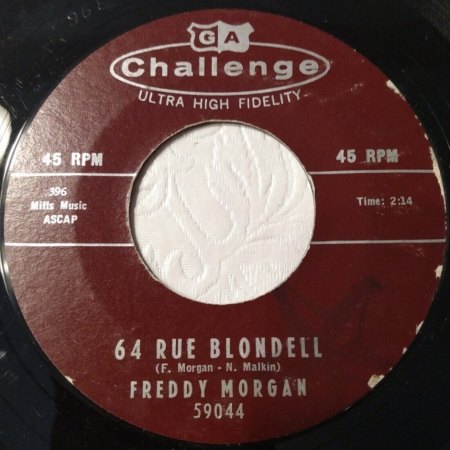 GA
Challenge
ULTRA HIGH FIDELITY
45 RPM
45 RPM
396
Mills Music
ASCAP
Time: 2:14
64 RUE BLONDELL
(F. Morgan - N. Malkin)
FREDDY MORGAN
59044